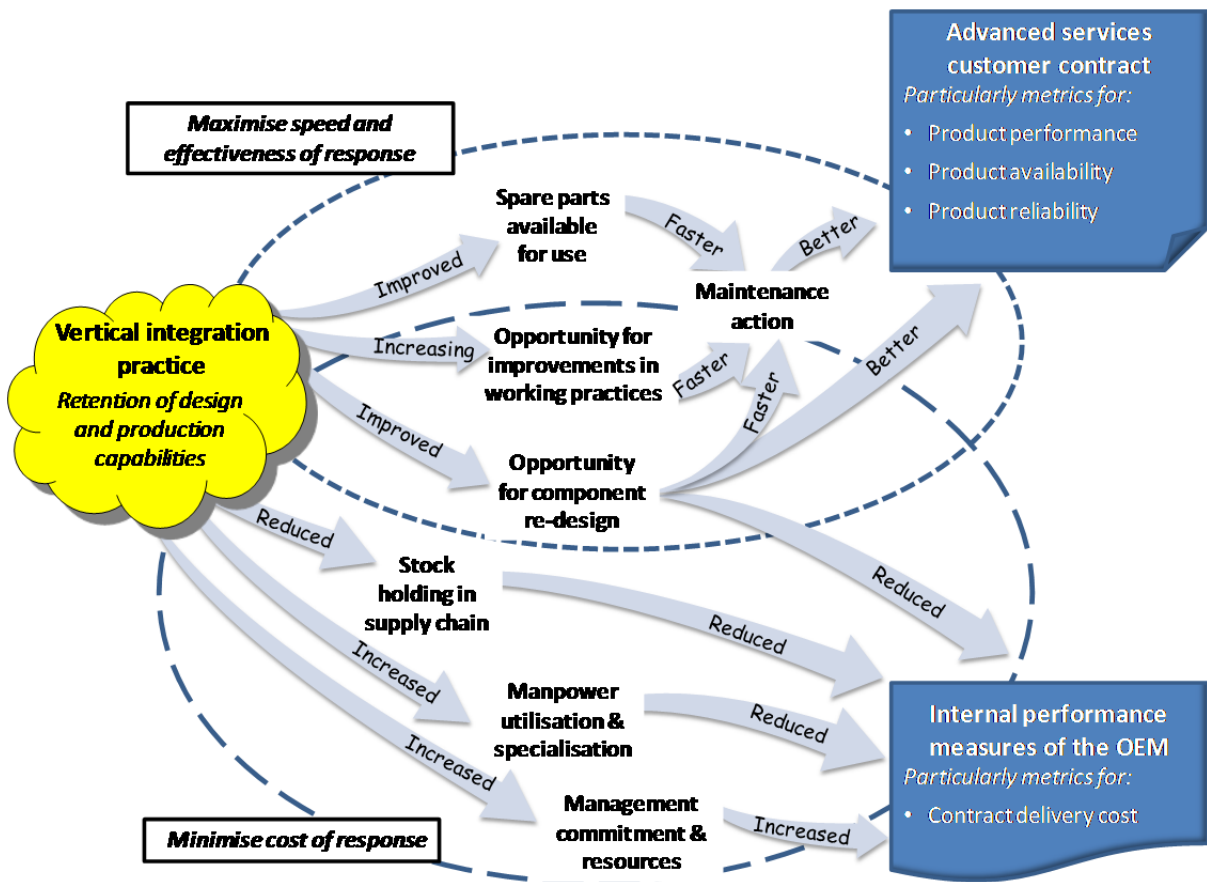 Advanced services
customer contract
Particularly metrics for:
• Product performance
• Product availability
• Product reliability
Maximise speed and
effectiveness of response
Spare parts
available
for use
Faster
Better
Improved
Maintenance
action
Vertical integration
practice
Retention of design
and production
capabilities
Increasing
Opportunity for
improvements in
working practices
Faster
Faster
Better
Improved
Opportunity
for component
re-design
Reduced
Stock
holding in
supply chain
Reduced
Reduced
Increased
Manpower
utilisation &
specialisation
Reduced
Increased
Management
commitment &
resources
Increased
Internal performance
measures of the OEM
Particularly metrics for:
• Contract delivery cost
Minimise cost of response